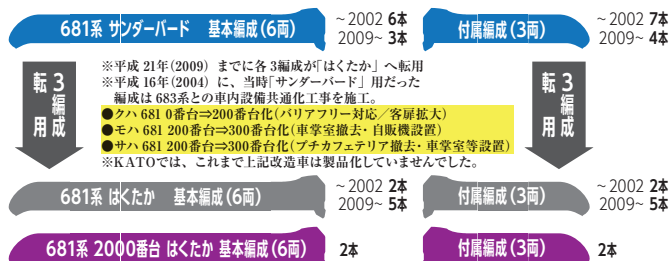 681系 サンダーバード 基本編成(6両)
~2002 6本
2009~ 3本
付属編成(3両)
~2002 7本
2009~ 4本
3編成転用
※平成 21年(2009) までに各 3編成が「はくたか」へ転用
※平成 16年(2004) に、当時「サンダーバード」用だった
編成は683系との車内設備共通化工事を施工。
●クハ 681 0番台⇒200番台化(バリアフリー対応／客扉拡大)
●モハ 681 200番台⇒300番台化(車掌室撤去・自販機設置)
●サハ 681 200番台⇒300番台化(プチカフェテリア撤去・車掌室等設置)
※KATOでは、これまで上記改造車は製品化していませんでした。
3編成転用
681系 はくたか 基本編成(6両)
~2002 2本
2009~ 5本
付属編成(3両)
~2002 2本
2009~ 5本
681系 2000番台 はくたか 基本編成(6両)
2本
付属編成(3両)
2本